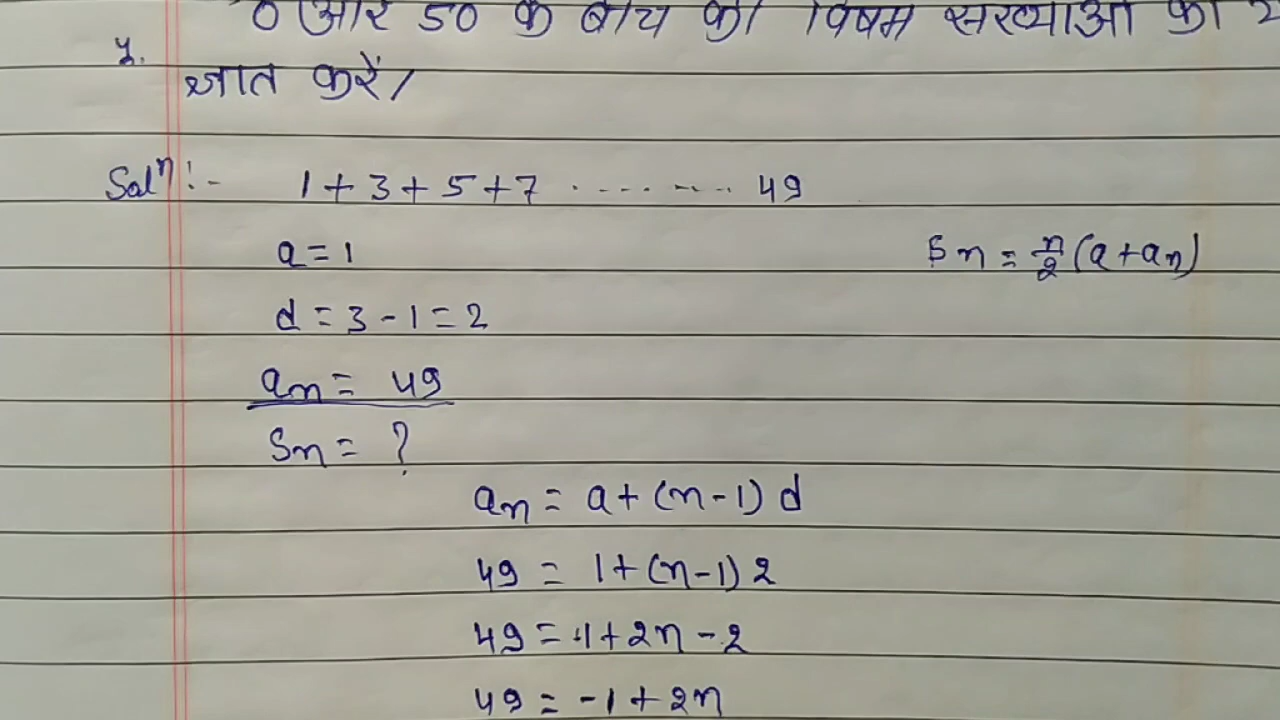 0 और 50 के बीच की विषम संख्याओं का
y. ज्ञात करें।
Solⁿ:- 1 + 3 + 5 + 7 ........ 49
a = 1 Sn = n/2 (a + an)
d = 3 - 1 = 2
an = 49
Sn = ?
an = a + (n - 1) d
49 = 1 + (n - 1) 2
49 = 1 + 2n - 2
49 = -1 + 2n